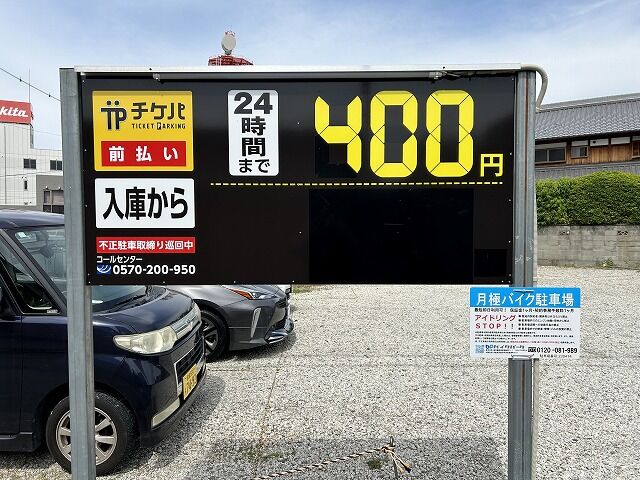 kita
チケパ
TICKET PARKING
前払い
入庫から
不正駐車取締り巡回中
コールセンター
0570-200-950
24時間まで
400円
月極バイク駐車場
アイドリング
STOP!!
0120-081-989